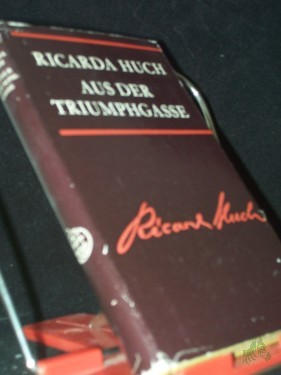 RICARDA HUCH
AUS DER
TRIUMPHGASSE
Ricarda Huch